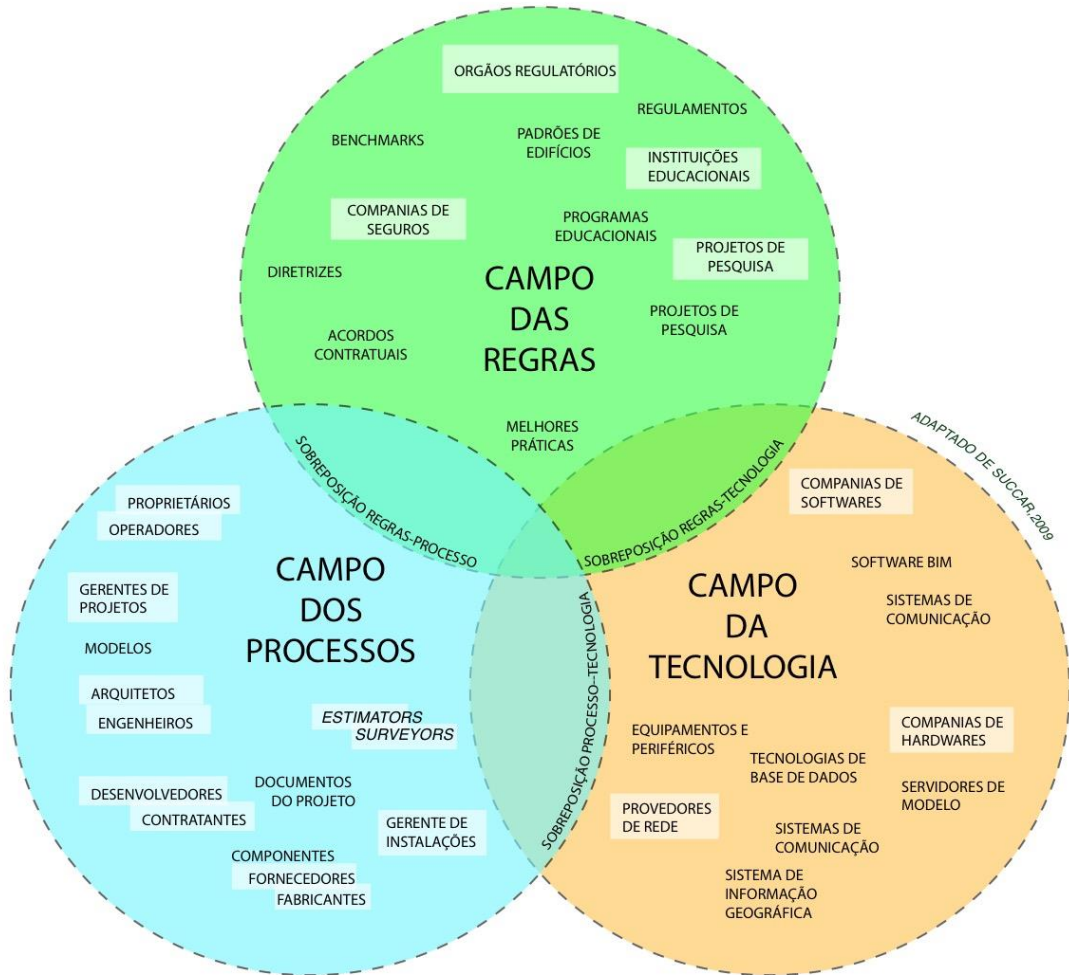 ORGÃOS REGULATÓRIOS
REGULAMENTOS
BENCHMARKS
PADRÕES DE
EDIFÍCIOS
INSTITUIÇÕES
EDUCACIONAIS
COMPANIAS DE
SEGUROS
PROGRAMAS
EDUCACIONAIS
PROJETOS DE
PESQUISA
DIRETRIZES
CAMPO
DAS
REGRAS
PROJETOS DE
PESQUISA
ACORDOS
CONTRATUAIS
MELHORES
PRÁTICAS
SOBREPOSIÇÃO REGRAS-PROCESSO
SOBREPOSIÇÃO REGRAS-TECNOLOGIA
ADAPTADO DE SUCCAR,2009
PROPRIETÁRIOS
OPERADORES
CAMPO
DOS
PROCESSOS
GERENTES DE
PROJETOS
MODELOS
ARQUITETOS
ENGENHEIROS
ESTIMATORS
SURVEYORS
DESENVOLVEDORES
CONTRATANTES
DOCUMENTOS
DO PROJETO
GERENTE DE
INSTALAÇÕES
COMPONENTES
FORNECEDORES
FABRICANTES
SOBREPOSIÇÃO PROCESSO--TECNOLOGIA
COMPANIAS DE
SOFTWARES
SOFTWARE BIM
CAMPO
DA
TECNOLOGIA
SISTEMAS DE
COMUNICAÇÃO
EQUIPAMENTOS E
PERIFÉRICOS
COMPANIAS DE
HARDWARES
TECNOLOGIAS DE
BASE DE DADOS
SERVIDORES DE
MODELO
PROVEDORES
DE REDE
SISTEMAS DE
COMUNICAÇÃO
SISTEMA DE
INFORMAÇÃO
GEOGRÁFICA